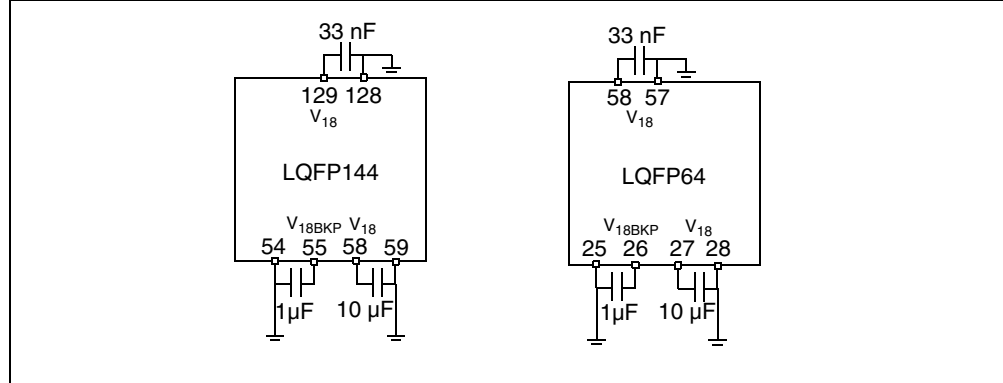 33 nF
129 128
V18
LQFP144
V18BKP V18
54 55 58 59
1µF 10 µF
33 nF
58 57
V18
LQFP64
V18BKP V18
25 26 27 28
1µF 10 µF